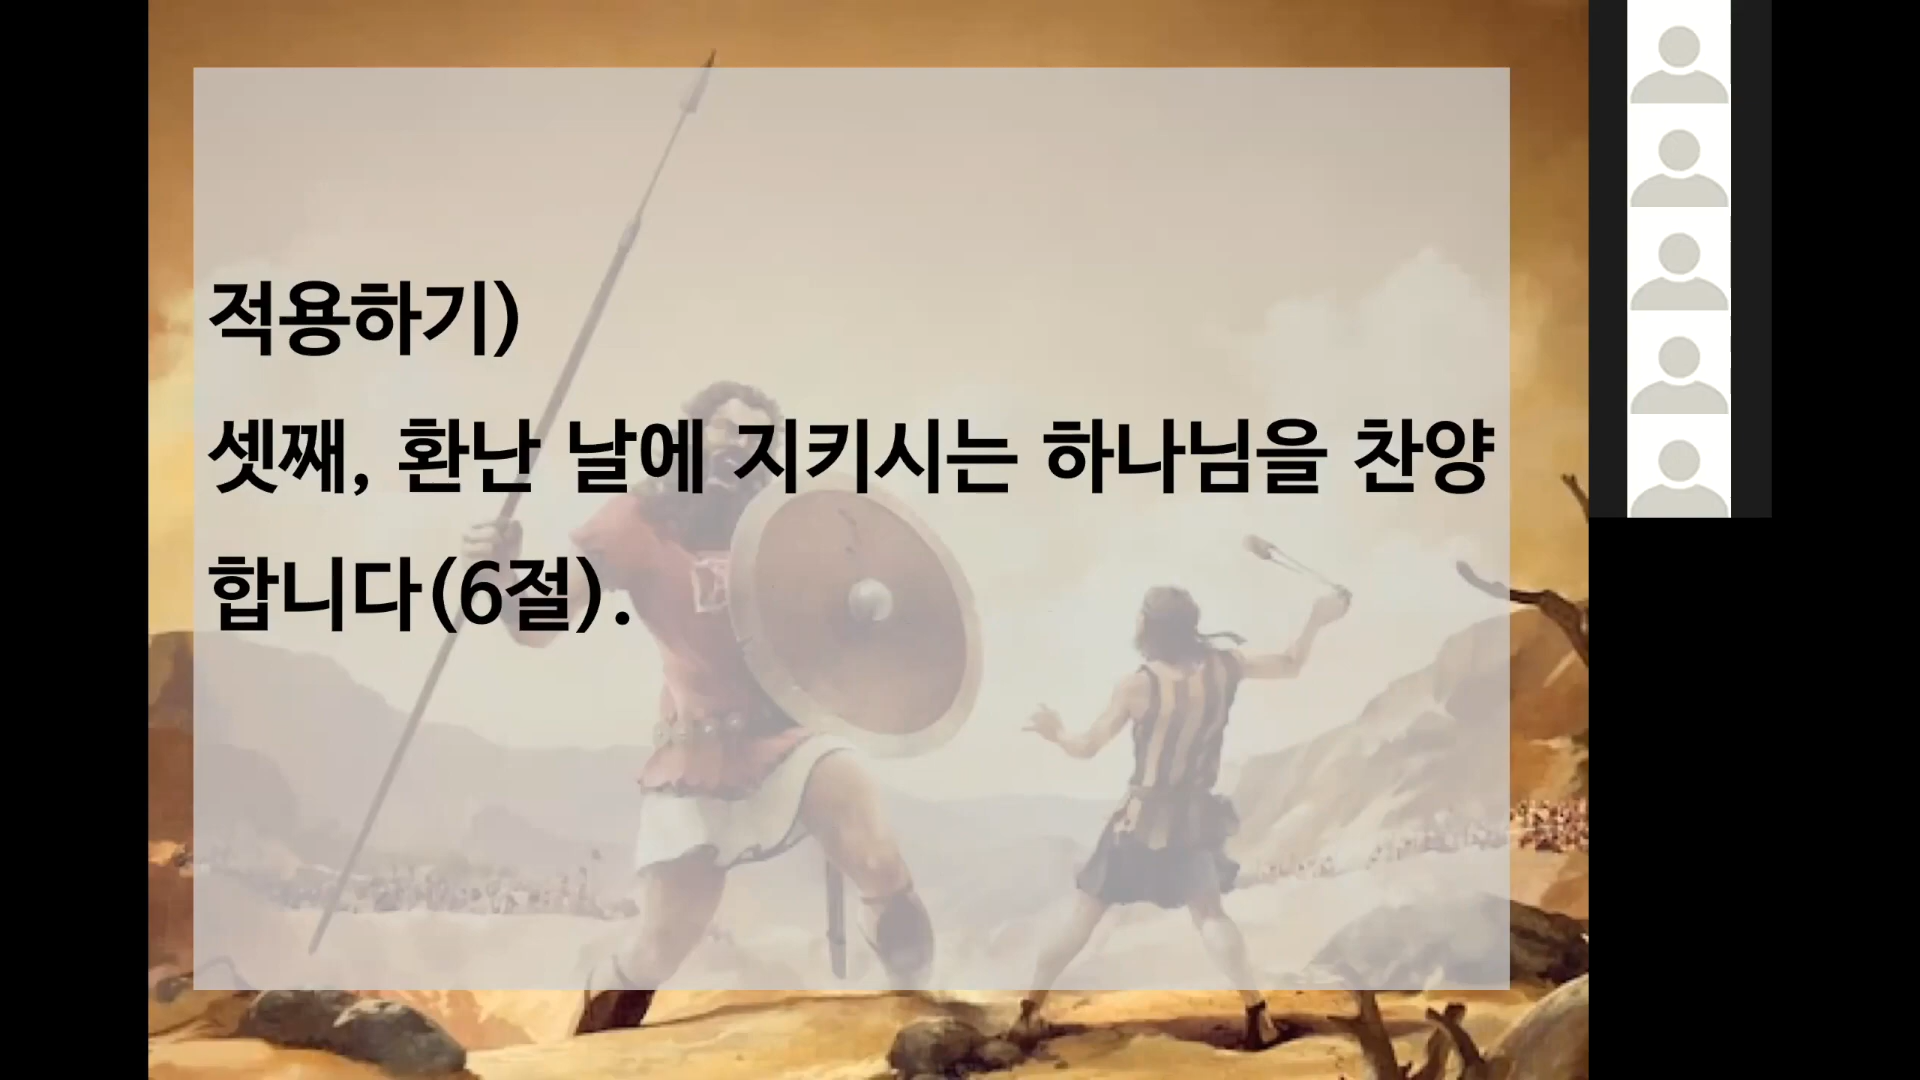 적용하기)
셋째, 환난 날에 지키시는 하나님을 찬양
합니다(6절).